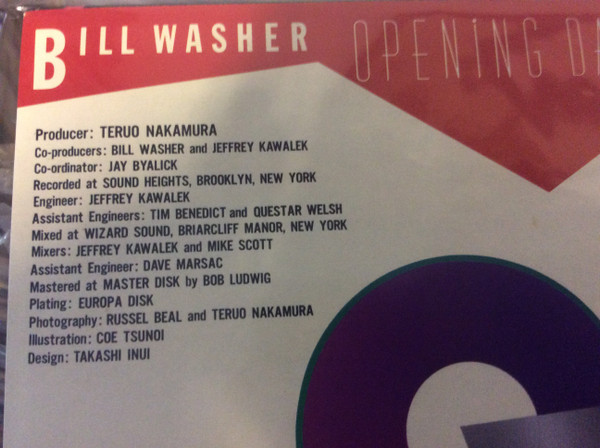 BILL WASHER OPENING
Producer: TERUO NAKAMURA
Co-producers: BILL WASHER and JEFFREY KAWALEK
Co-ordinator: JAY BYALICK
Recorded at SOUND HEIGHTS, BROOKLYN, NEW YORK
Engineer: JEFFREY KAWALEK
Assistant Engineers: TIM BENEDICT and QUESTAR WELSH
Mixed at WIZARD SOUND, BRIARCLIFF MANOR, NEW YORK
Mixers: JEFFREY KAWALEK and MIKE SCOTT
Assistant Engineer: DAVE MARSAC
Mastered at MASTER DISK by BOB LUDWIG
Plating: EUROPA DISK
Photography: RUSSEL BEAL and TERUO NAKAMURA
Illustration: COE TSUNOI
Design: TAKASHI INUI